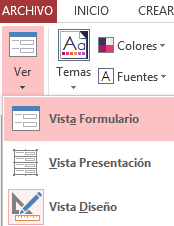 ARCHIVO INICIO CREAR
Ver
Temas
Colores
Fuentes
Vista Formulario
Vista Presentación
Vista Diseño